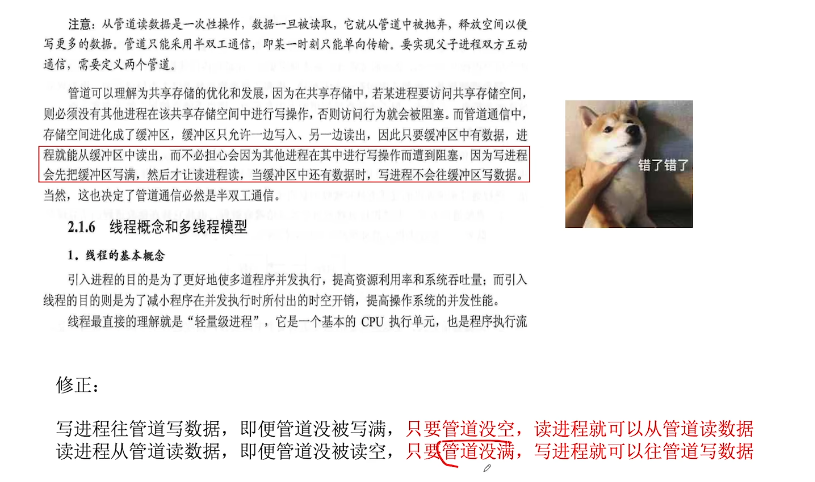 注意：从管道读数据是一次性操作，数据一旦被读取，它就从管道中被抛弃，释放空间以便
写更多的数据。管道只能采用半双工通信，即某一时刻只能单向传输。要实现父子进程双方互动
通信，需要定义两个管道。
管道可以理解为共享存储的优化和发展，因为在共享存储中，若某进程要访问共享存储空间，
则必须没有其他进程在该共享存储空间中进行写操作，否则访问行为就会被阻塞。而管道通信中，
存储空间进化成了缓冲区，缓冲区只允许一边写入、另一边读出，因此只要缓冲区中有数据，进
程就能从缓冲区中读出，而不必担心会因为其他进程在其中进行写操作而遭到阻塞，因为写进程
会先把缓冲区写满，然后才让读进程读，当缓冲区中还有数据时，写进程不会往缓冲区写数据。
当然，这也决定了管道通信必然是半双工通信。
错了错了
2.1.6 线程概念和多线程模型
1. 线程的基本概念
引入进程的目的是为了更好地使多道程序并发执行，提高资源利用率和系统吞吐量；而引入
线程的目的则是为了减小程序在并发执行时所付出的时空开销，提高操作系统的并发性能。
线程最直接的理解就是“轻量级进程”，它是一个基本的 CPU 执行单元，也是程序执行流
修正：
写进程往管道写数据，即便管道没被写满，只要管道没空，读进程就可以从管道读数据
读进程从管道读数据，即便管道没被读空，只要管道没满，写进程就可以往管道写数据